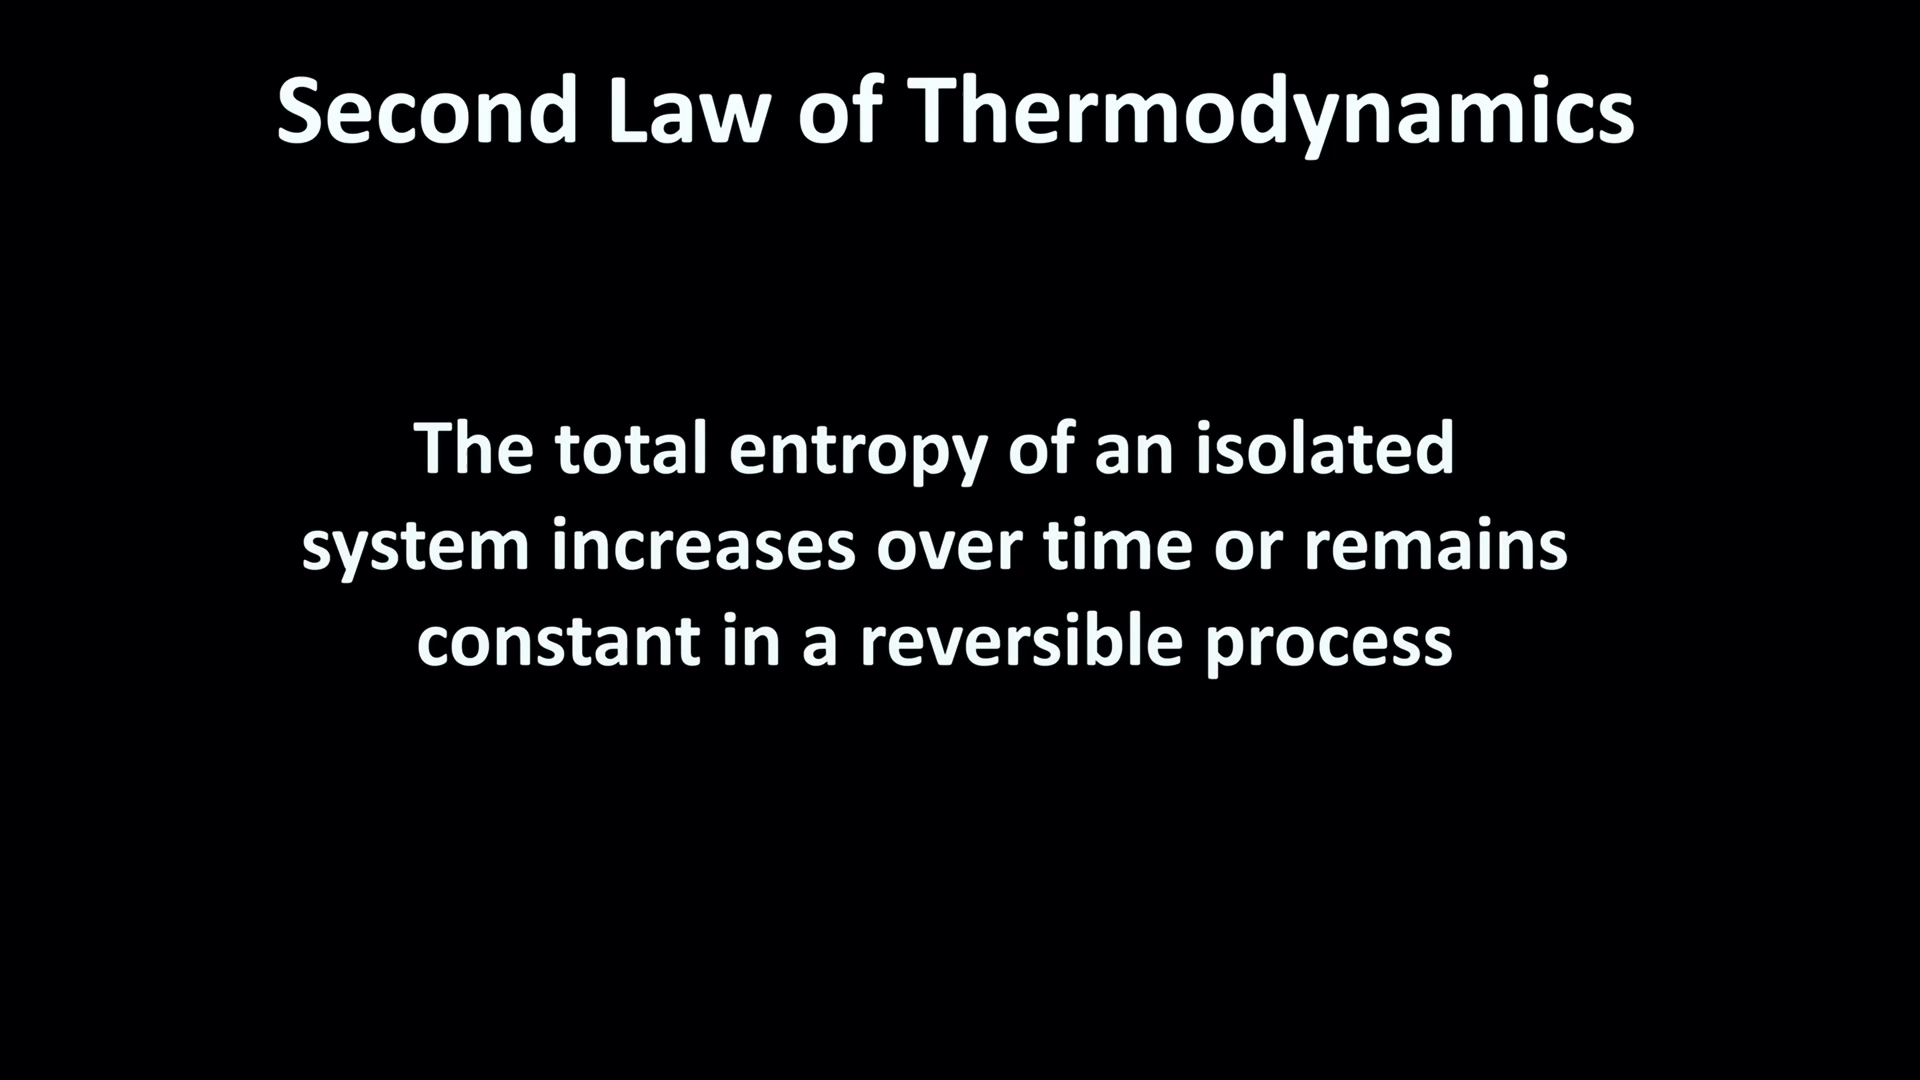 Second Law of Thermodynamics
The total entropy of an isolated
system increases over time or remains
constant in a reversible process